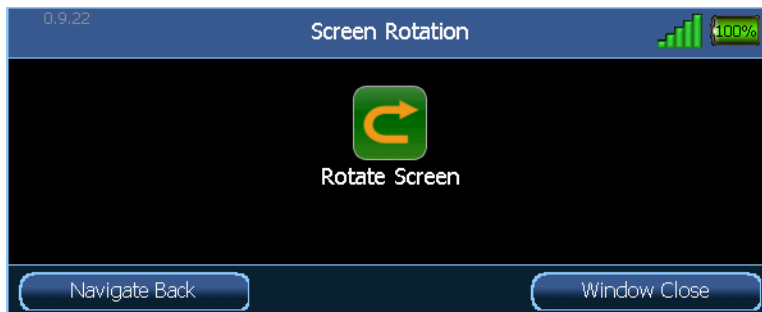 0.9.22
Screen Rotation
100%
Rotate Screen
Navigate Back
Window Close